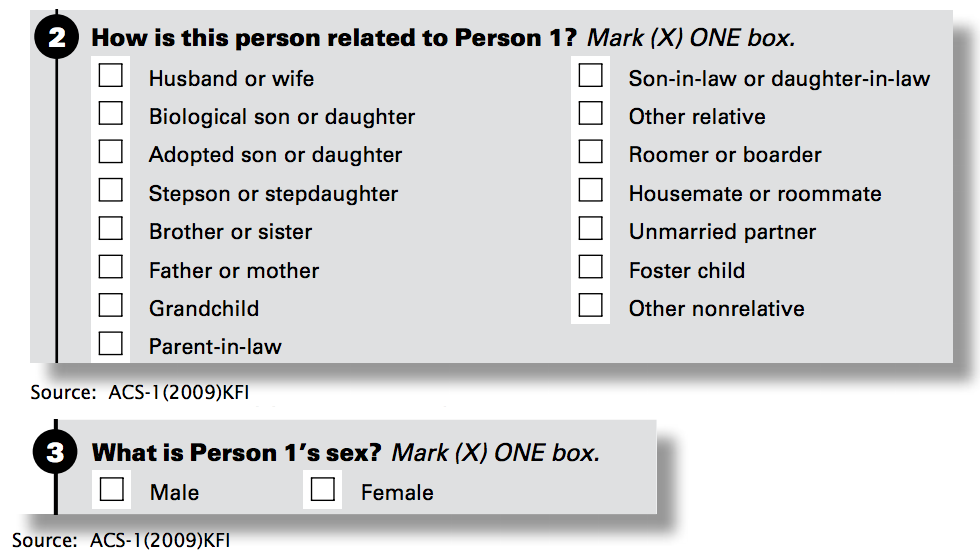 2 How is this person related to Person 1? Mark (X) ONE box.
Husband or wife
Biological son or daughter
Adopted son or daughter
Stepson or stepdaughter
Brother or sister
Father or mother
Grandchild
Parent-in-law
Son-in-law or daughter-in-law
Other relative
Roomer or boarder
Housemate or roommate
Unmarried partner
Foster child
Other nonrelative
Source: ACS-1(2009)KFI
3 What is Person 1's sex? Mark (X) ONE box.
Male Female
Source: ACS-1(2009)KFI